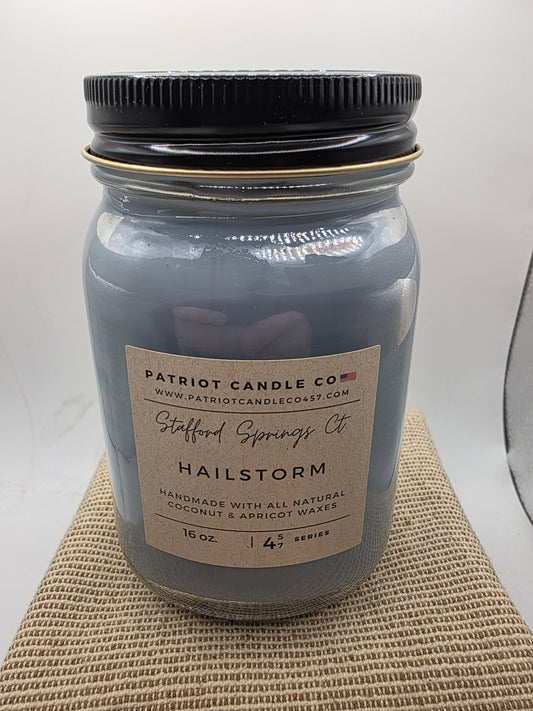 PATRIOT CANDLE CO
WWW.PATRIOTCANDLECO457.COM
Stafford Springs Ct
HAILSTORM
HANDMADE WITH ALL NATURAL
COCONUT & APRICOT WAXES
16 oz. | 4 5 7 SERIES